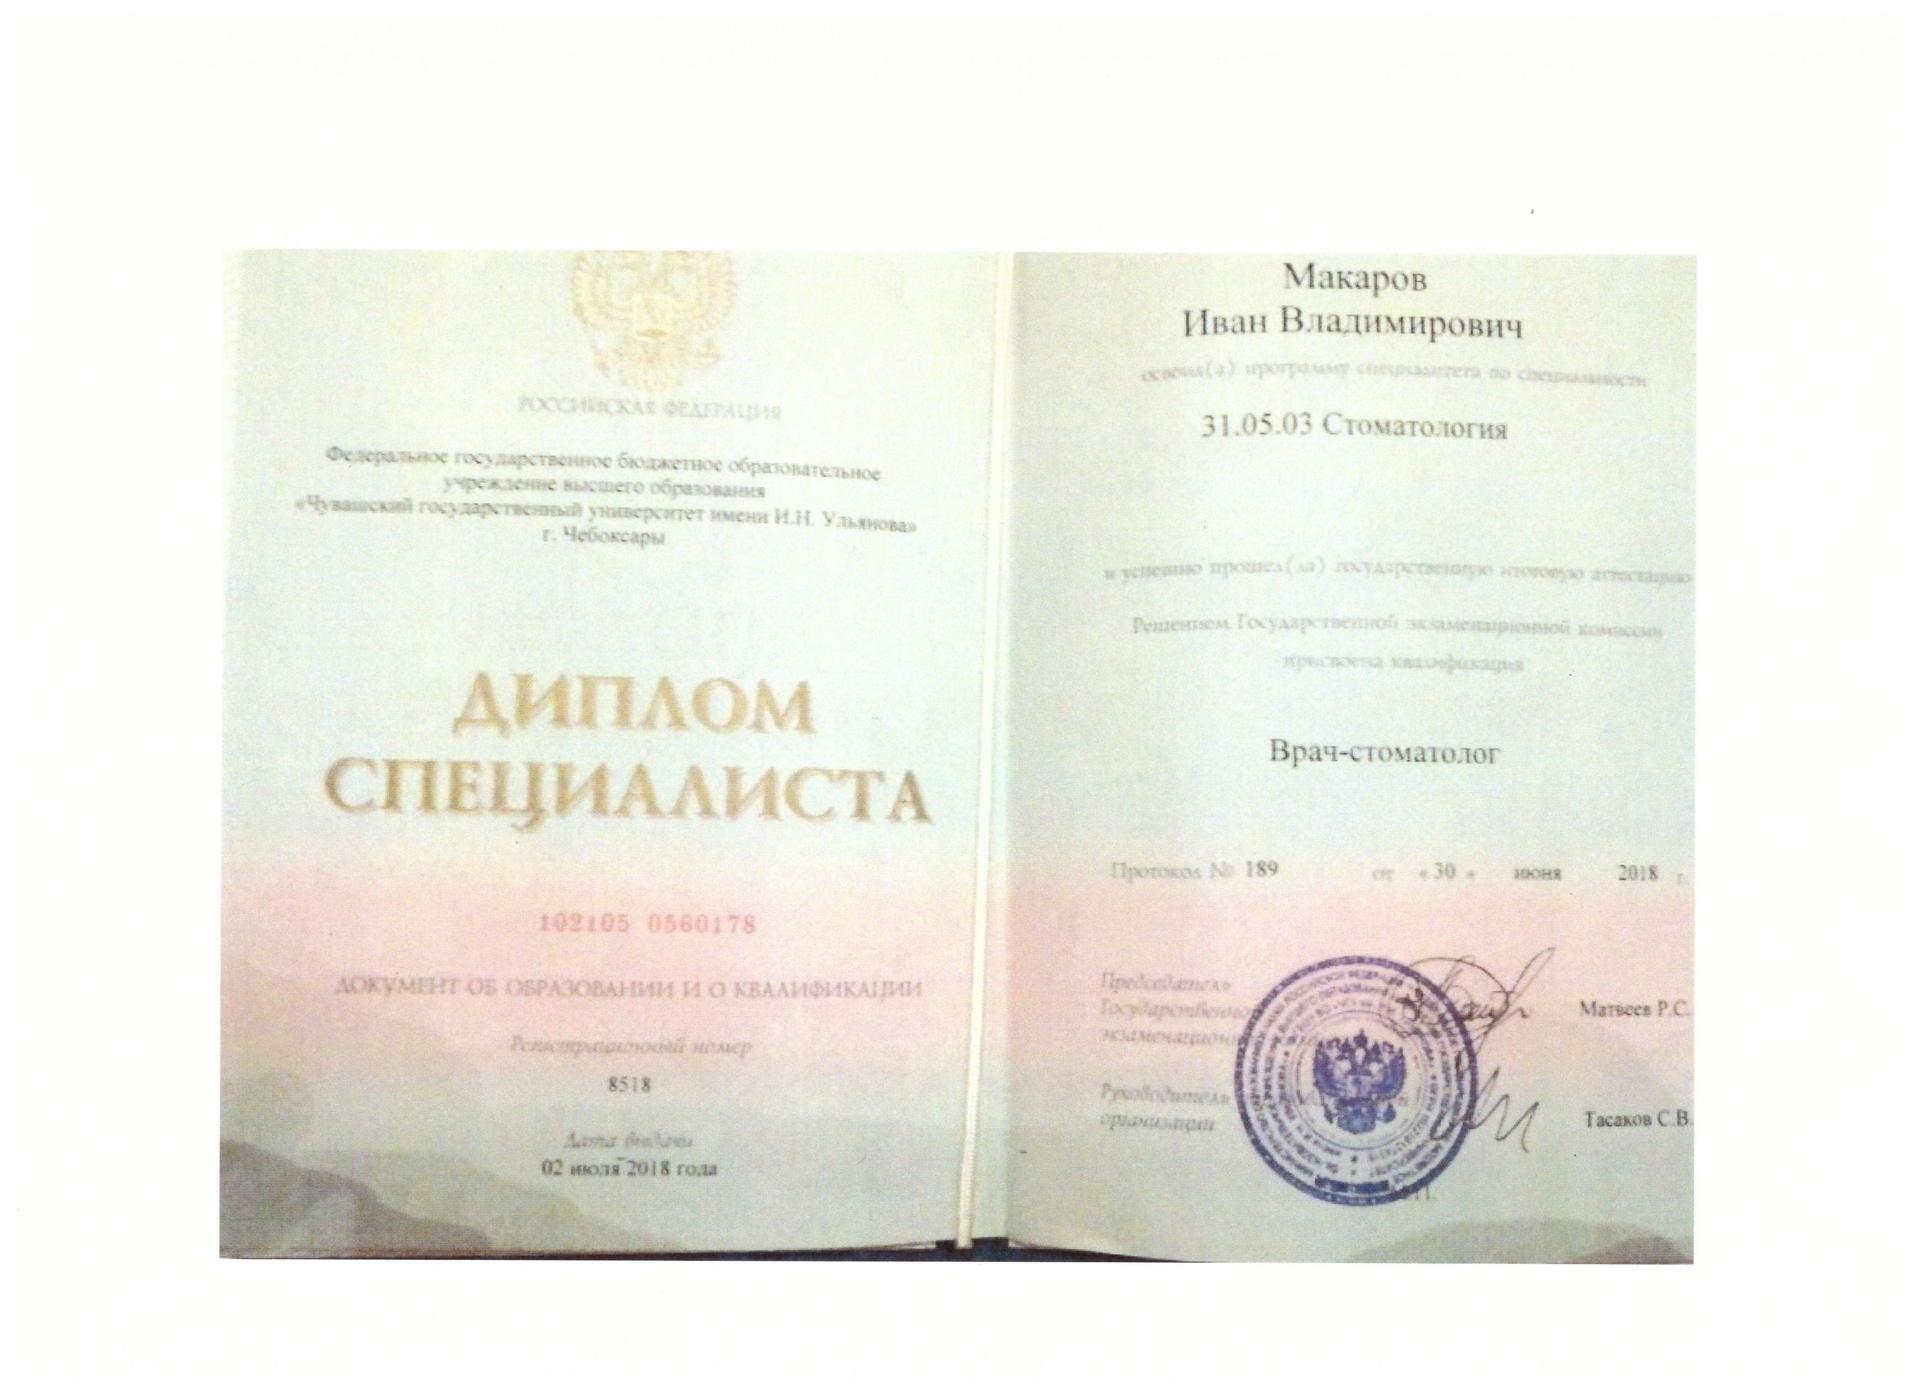 РОССИЙСКАЯ ФЕДЕРАЦИЯ
Федеральное государственное бюджетное образовательное
учреждение высшего образования
«Чувашский государственный университет имени И.Н. Ульянова»
г. Чебоксары
ДИПЛОМ
СПЕЦИАЛИСТА
102105 0560178
ДОКУМЕНТ ОБ ОБРАЗОВАНИИ И О КВАЛИФИКАЦИИ
Регистрационный номер
8518
Дата выдачи
02 июля 2018 года
Макаров
Иван Владимирович
освоил(а) программу специалитета по специальности
31.05.03 Стоматология
и успешно прошел(ла) государственную итоговую аттестацию
Решением Государственной экзаменационной комиссии
присвоена квалификация
Врач-стоматолог
Протокол № 189 от «30» июня 2018 г.
Председатель
Матвеев Р.С.
Руководитель
организации
Тасаков С.В.